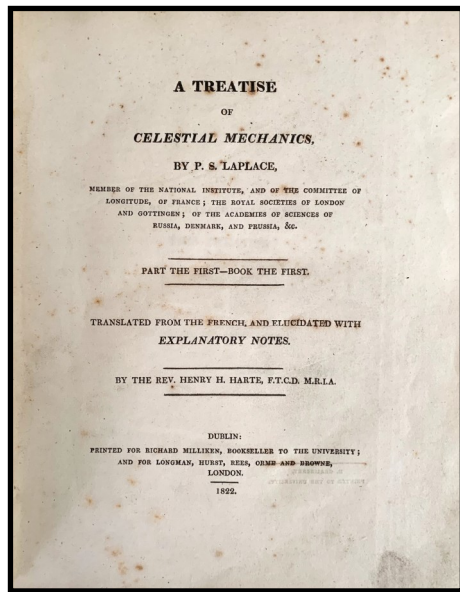 A TREATISE
OF
CELESTIAL MECHANICS,
BY P. S. LAPLACE,
MEMBER OF THE NATIONAL INSTITUTE, AND OF THE COMMITTEE OF
LONGITUDE, OF FRANCE; THE ROYAL SOCIETIES OF LONDON
AND GOTTINGEN; OF THE ACADEMIES OF SCIENCES OF
RUSSIA, DENMARK, AND PRUSSIA, &c.
PART THE FIRST—BOOK THE FIRST.
TRANSLATED FROM THE FRENCH, AND ELUCIDATED WITH
EXPLANATORY NOTES.
BY THE REV. HENRY H. HARTE, F.T.C.D. M.R.I.A.
DUBLIN:
PRINTED FOR RICHARD MILLIKEN, BOOKSELLER TO THE UNIVERSITY;
AND FOR LONGMAN, HURST, REES, ORME AND BROWNE,
LONDON.
1822.